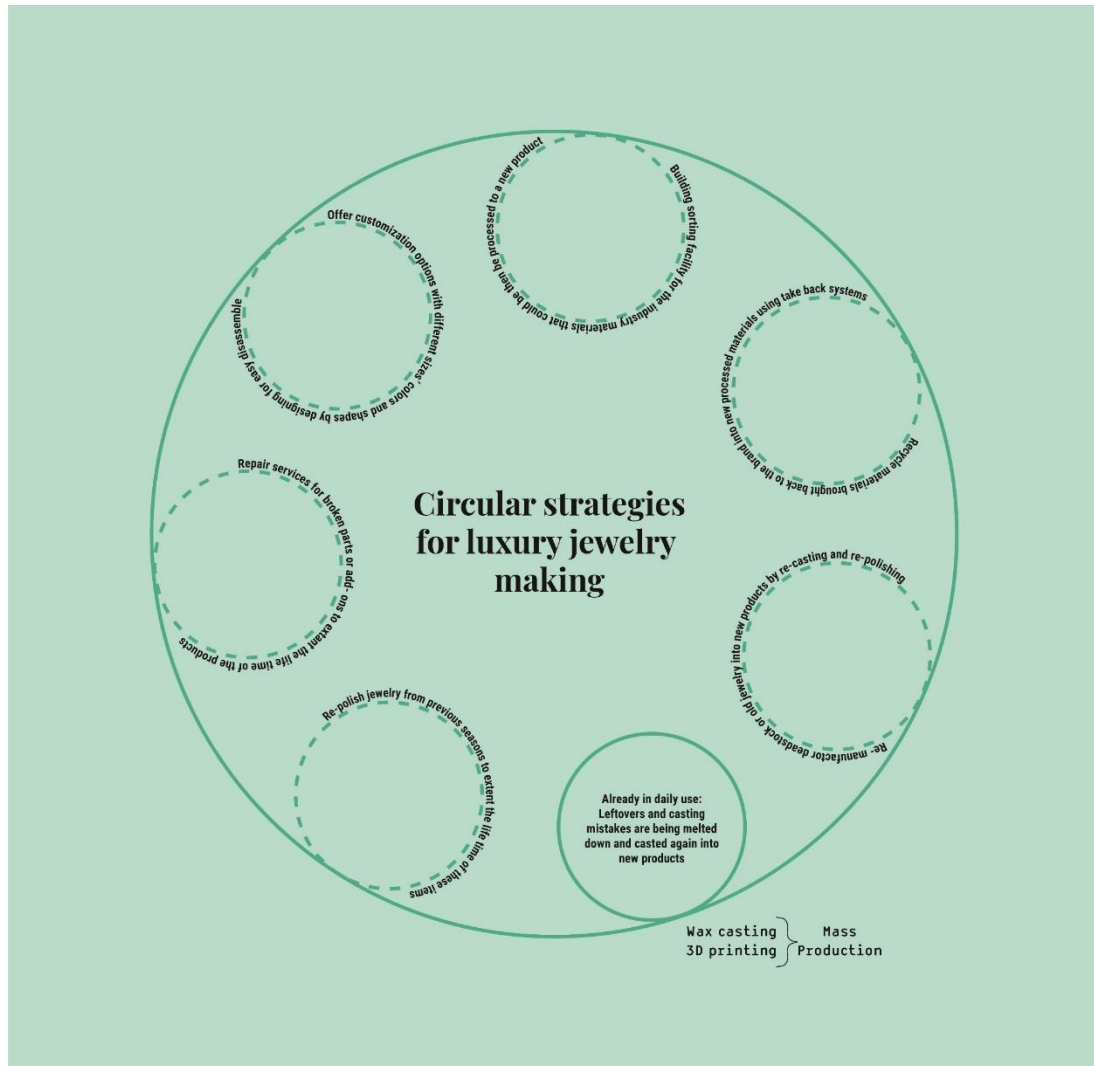 Circular strategies
for luxury jewelry
making
Building sorting facility for the industry materials that could be then be processed to a new product
Recycle materials brought back to the brand into new processed materials using take back systems
Re- manufactor deadstock or old jewelry into new products by re-casting and re-polishing
Already in daily use:
Leftovers and casting
mistakes are being melted
down and casted again into
new products
Wax casting
3D printing
Mass
Production
Re-polish jewelry from previous seasons to extent the life time of these items
Repair services for broken parts or add- ons to extant the life time of the products
Offer customization options with different sizes, colors and shapes by designing for easy disassemble